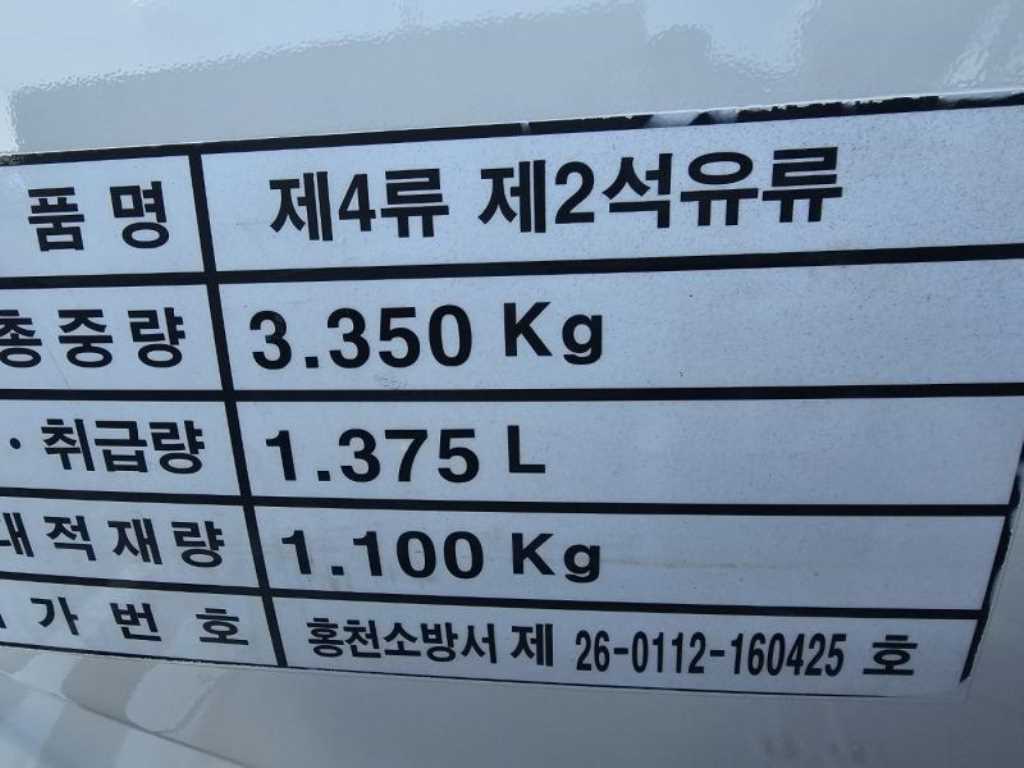 품 명 제4류 제2석유류
총중량 3.350 Kg
· 취급량 1.375 L
대적재량 1.100 Kg
가 번 호 홍천소방서 제 26-0112-160425 호